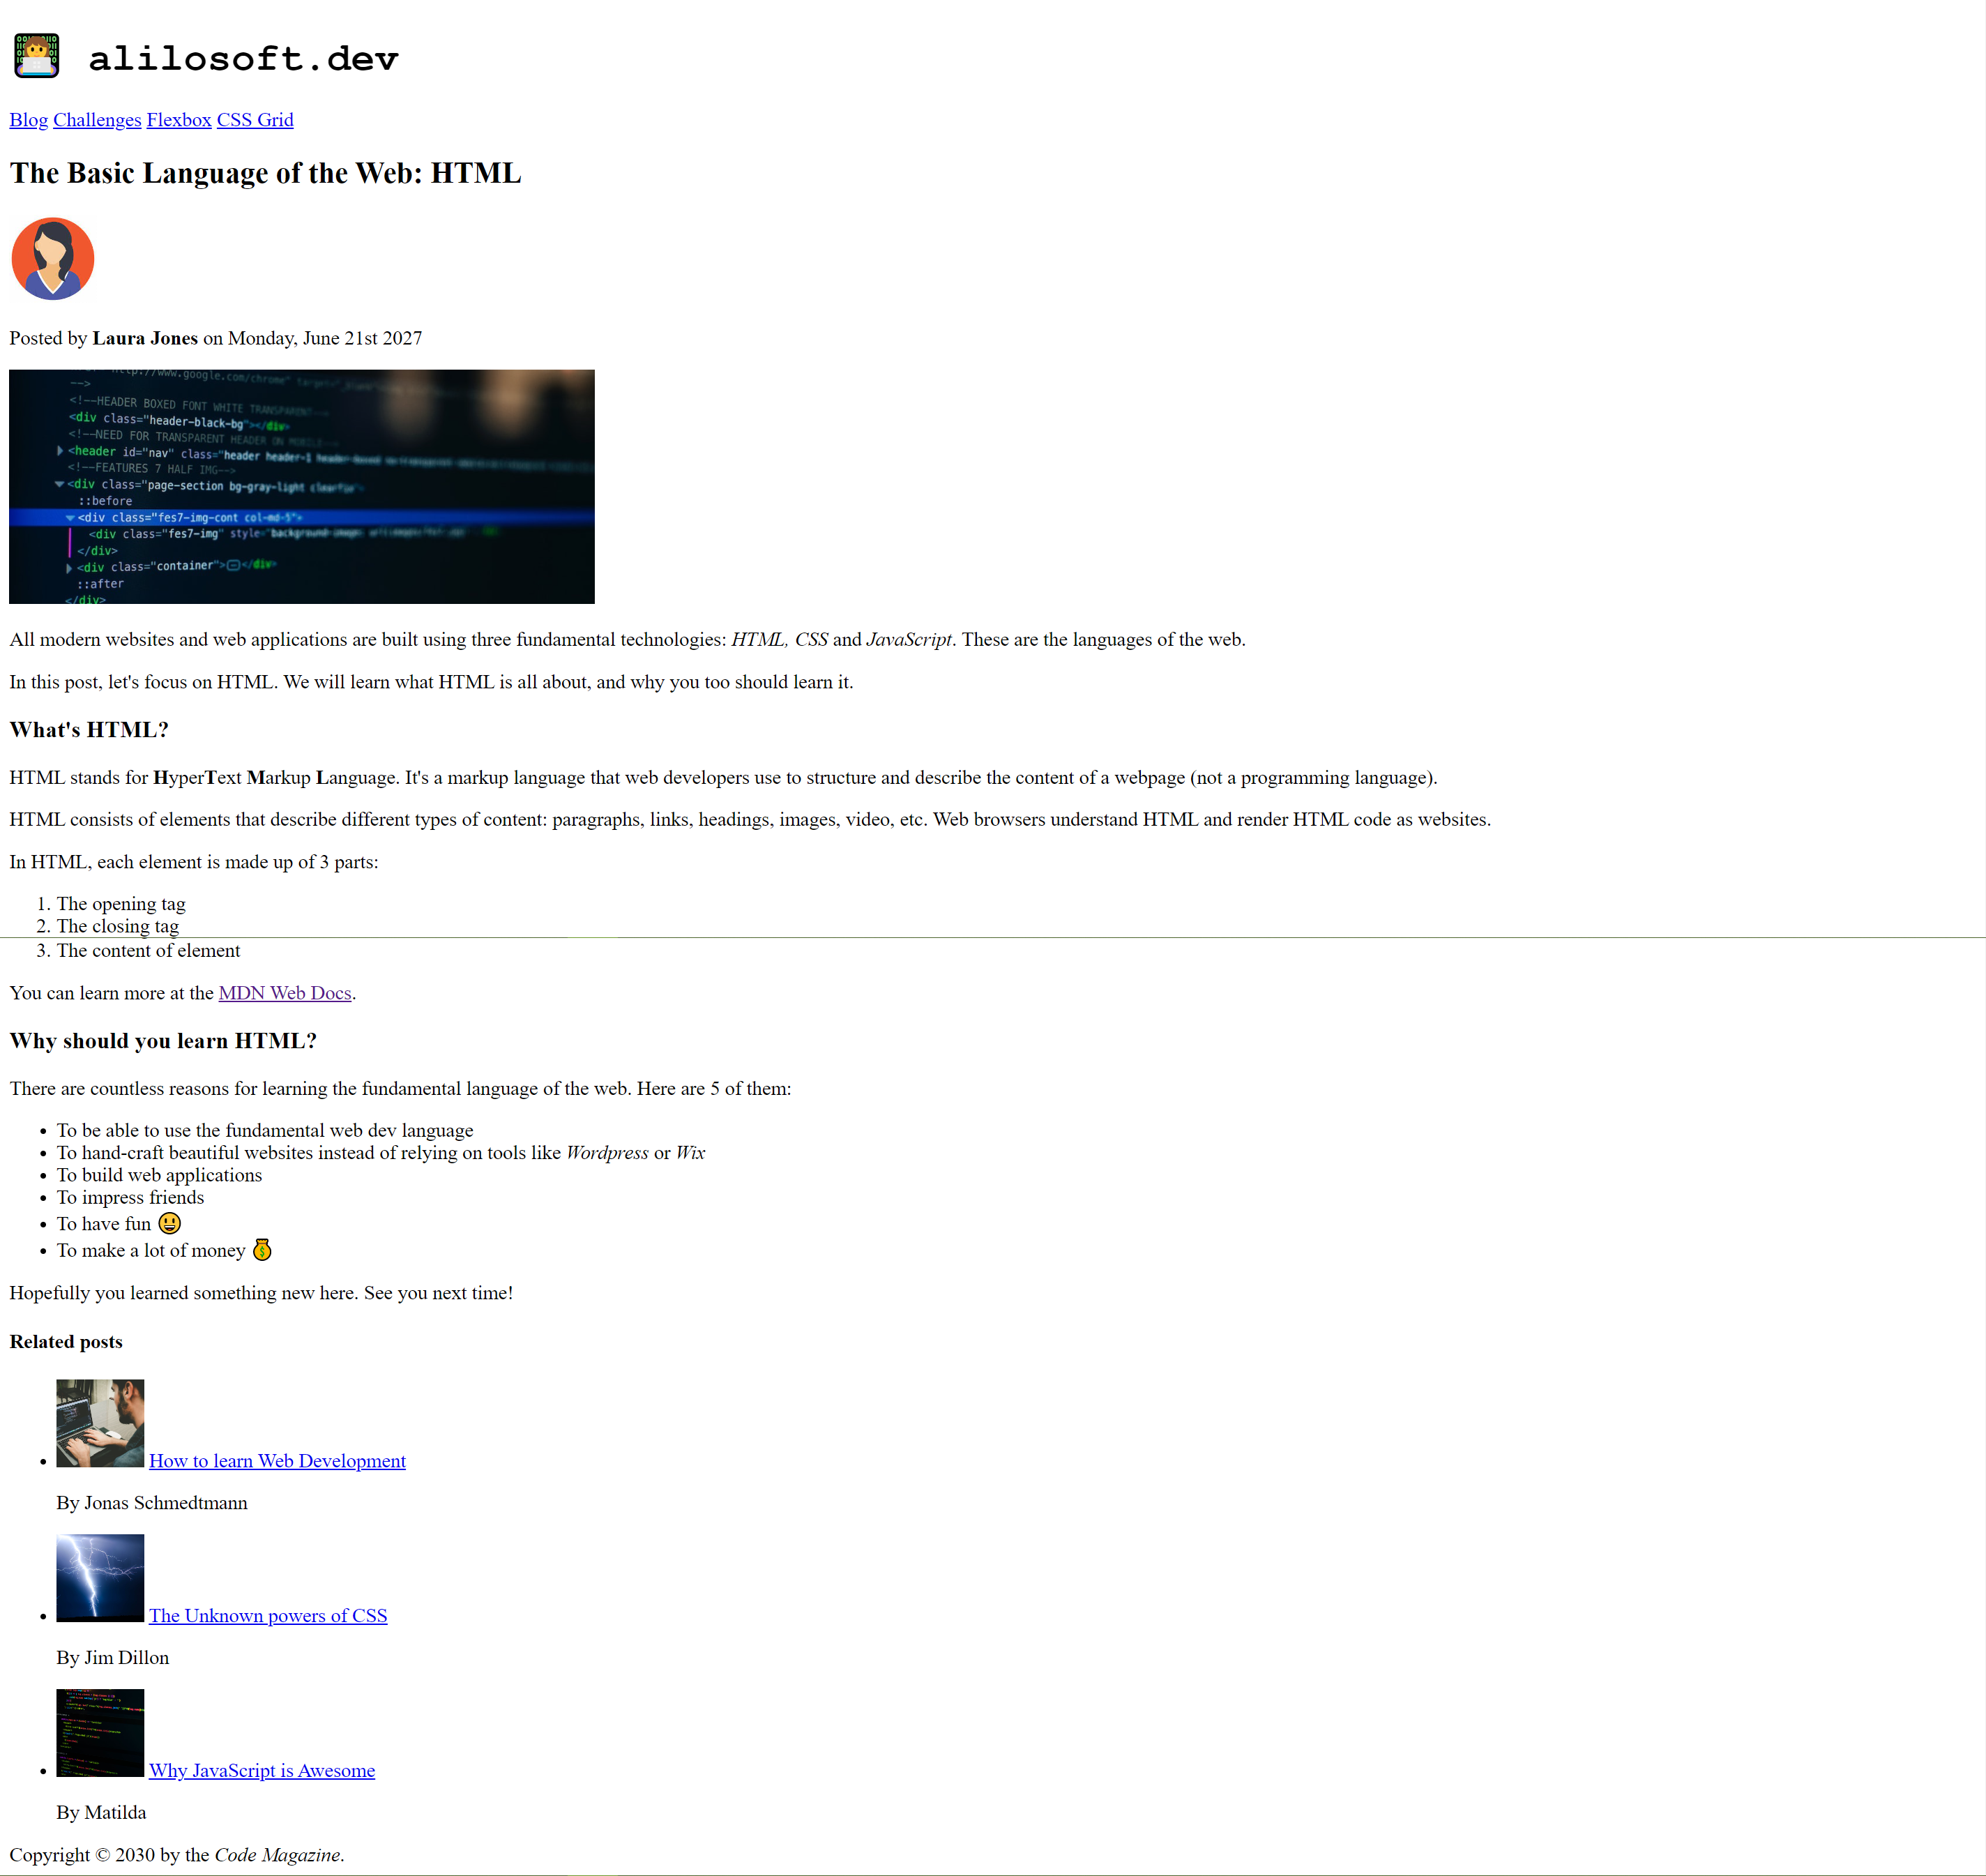 alilosoft.dev
Blog Challenges Flexbox CSS Grid
The Basic Language of the Web: HTML
Posted by Laura Jones on Monday, June 21st 2027
http://www.google.com/chrome"
-->
<!--HEADER BOXED FONT WHITE TRANSPARENT-->
<div class="header-black-bg"></div>
<!--NEED FOR TRANSPARENT HEADER ON MOBILE-->
<header id="nav" class="header header-1 header-boxed
<!--FEATURES 7 HALF IMG-->
<div class="page-section bg-gray-light clearfix">
::before
<div class="fes7-img-cont col-md-5">
<div class="fes7-img" style="background-image:
</div>
<div class="container"></div>
::after
</div>
All modern websites and web applications are built using three fundamental technologies: HTML, CSS and JavaScript. These are the languages of the web.
In this post, let's focus on HTML. We will learn what HTML is all about, and why you too should learn it.
What's HTML?
HTML stands for HyperText Markup Language. It's a markup language that web developers use to structure and describe the content of a webpage (not a programming language).
HTML consists of elements that describe different types of content: paragraphs, links, headings, images, video, etc. Web browsers understand HTML and render HTML code as websites.
In HTML, each element is made up of 3 parts:
1. The opening tag
2. The closing tag
3. The content of element
You can learn more at the MDN Web Docs.
Why should you learn HTML?
There are countless reasons for learning the fundamental language of the web. Here are 5 of them:
• To be able to use the fundamental web dev language
• To hand-craft beautiful websites instead of relying on tools like Wordpress or Wix
• To build web applications
• To impress friends
• To have fun 😃
• To make a lot of money 💰
Hopefully you learned something new here. See you next time!
Related posts
• How to learn Web Development
By Jonas Schmedtmann
• The Unknown powers of CSS
By Jim Dillon
• Why JavaScript is Awesome
By Matilda
Copyright © 2030 by the Code Magazine.